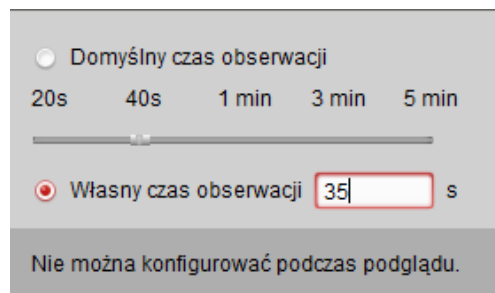 Domyślny czas obserwacji
20s 40s 1 min 3 min 5 min
Własny czas obserwacji 35 s
Nie można konfigurować podczas podglądu.